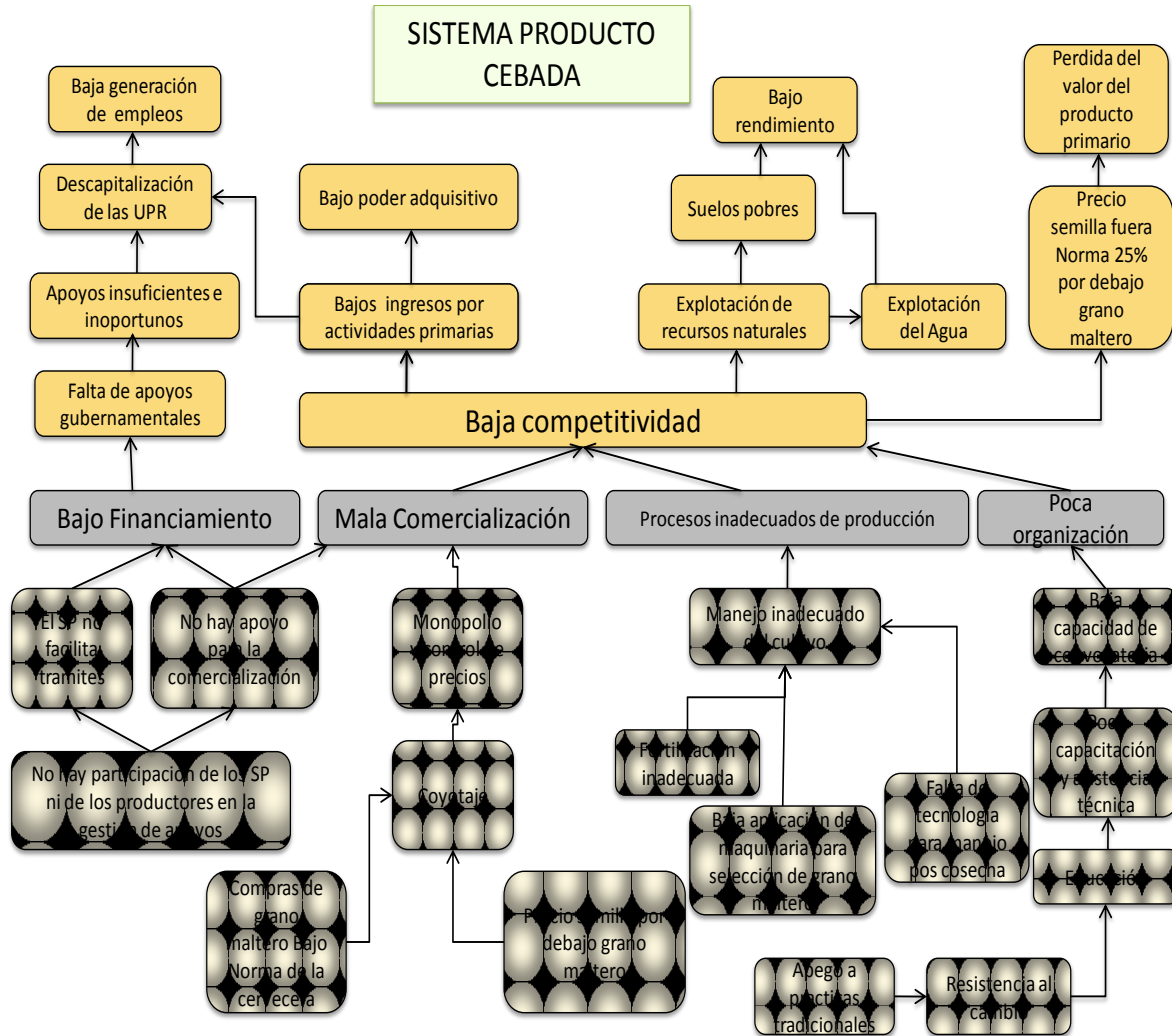 SISTEMA PRODUCTO
CEBADA
Baja generación
de empleos
Descapitalización
de las UPR
Apoyos insuficientes e
inoportunos
Falta de apoyos
gubernamentales
Bajo poder adquisitivo
Bajos ingresos por
actividades primarias
Bajo
rendimiento
Suelos pobres
Explotación de
recursos naturales
Explotación
del Agua
Perdida del
valor del
producto
primario
Precio
semilla fuera
Norma 25%
por debajo
grano
maltero
Baja competitividad
Bajo Financiamiento
Mala Comercialización
Procesos inadecuados de producción
Poca
organización
El SP no
facilita
tramites
No hay apoyo
para la
comercialización
Monopolio
y control de
precios
Manejo inadecuado
del cultivo
Baja
capacidad de
convocatoria
No hay participación de los SP
ni de los productores en la
gestión de apoyos
Coyotaje
Fertilización
inadecuada
Baja aplicación de
maquinaria para
selección de grano
maltero
Falta de
tecnología
para manejo
pos cosecha
Poca
capacitación
y asistencia
técnica
Educación
Compras de
grano
maltero Bajo
Norma de la
cervecera
Precio semilla por
debajo grano
maltero
Apego a
practicas
tradicionales
Resistencia al
cambio